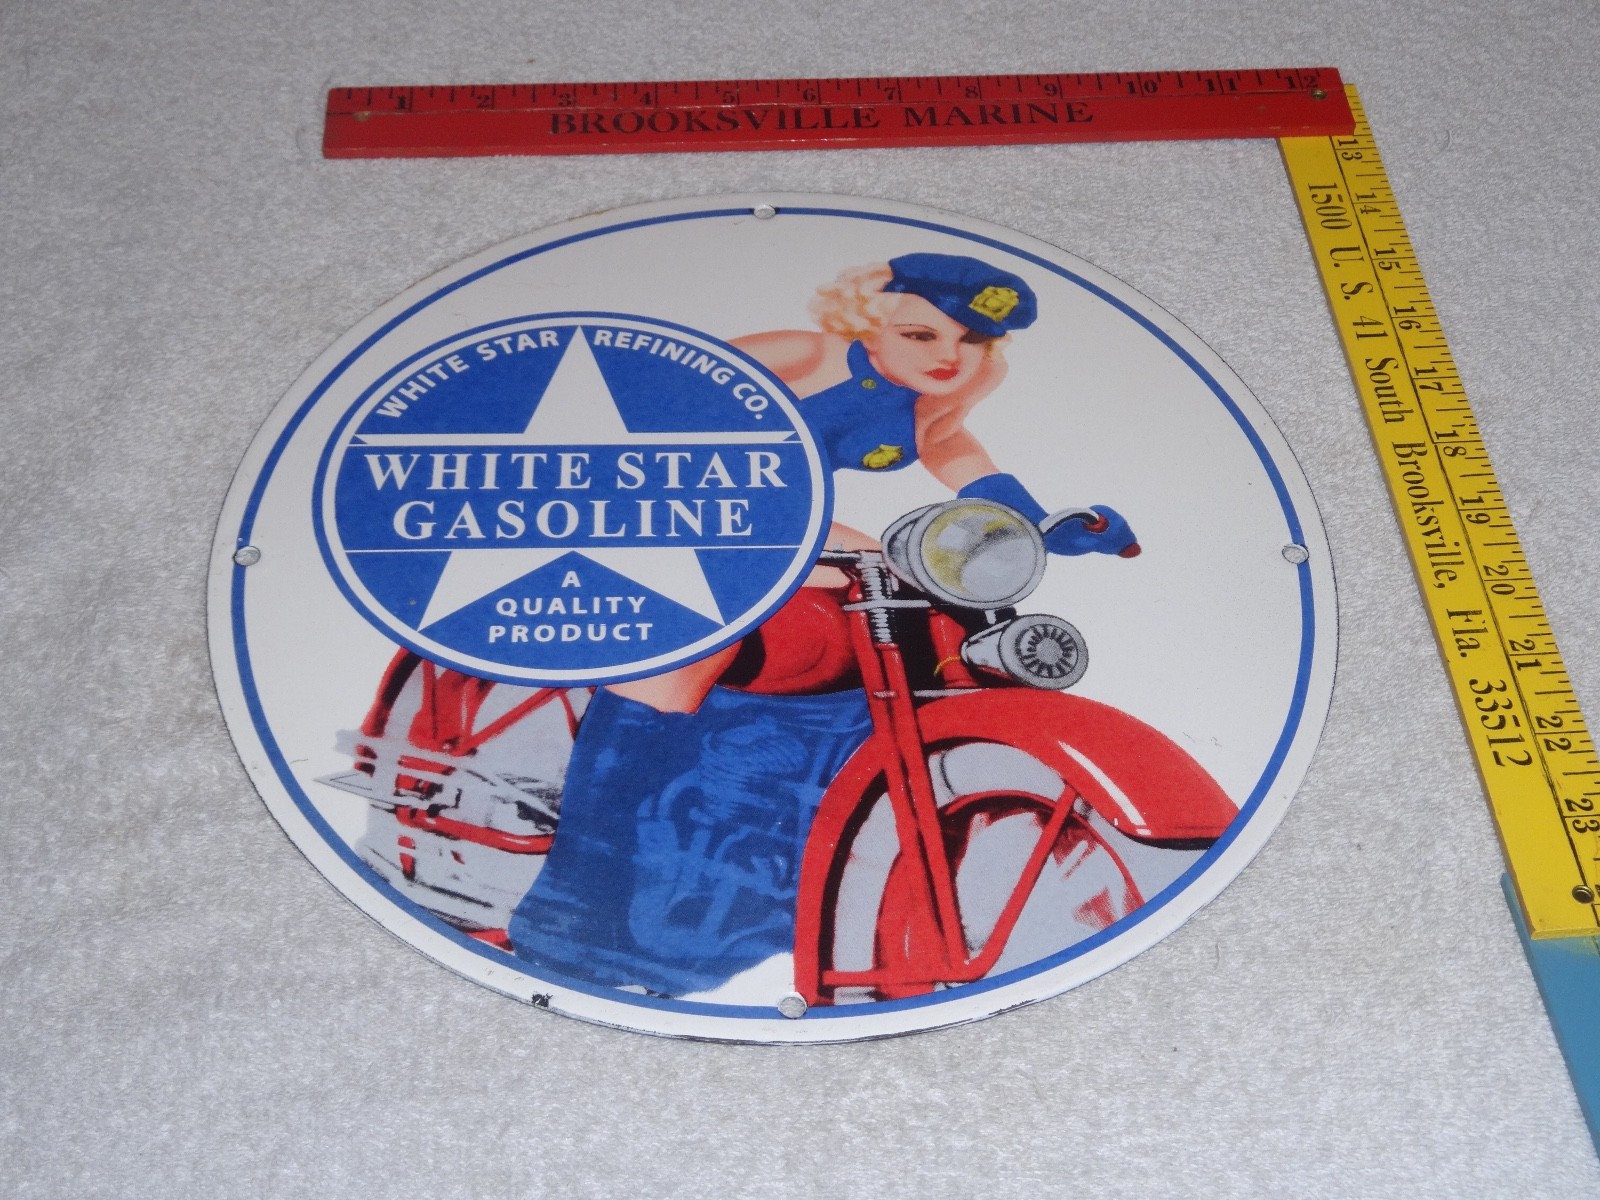 1 2 3 4 5 6 7 8 9 10 11 12
BROOKSVILLE MARINE
13 14 15 16 17 18 19 20 21 22 23
1500 U. S. 41 South Brooksville, Fla. 33512
WHITE STAR REFINING CO.
WHITE STAR
GASOLINE
A
QUALITY
PRODUCT